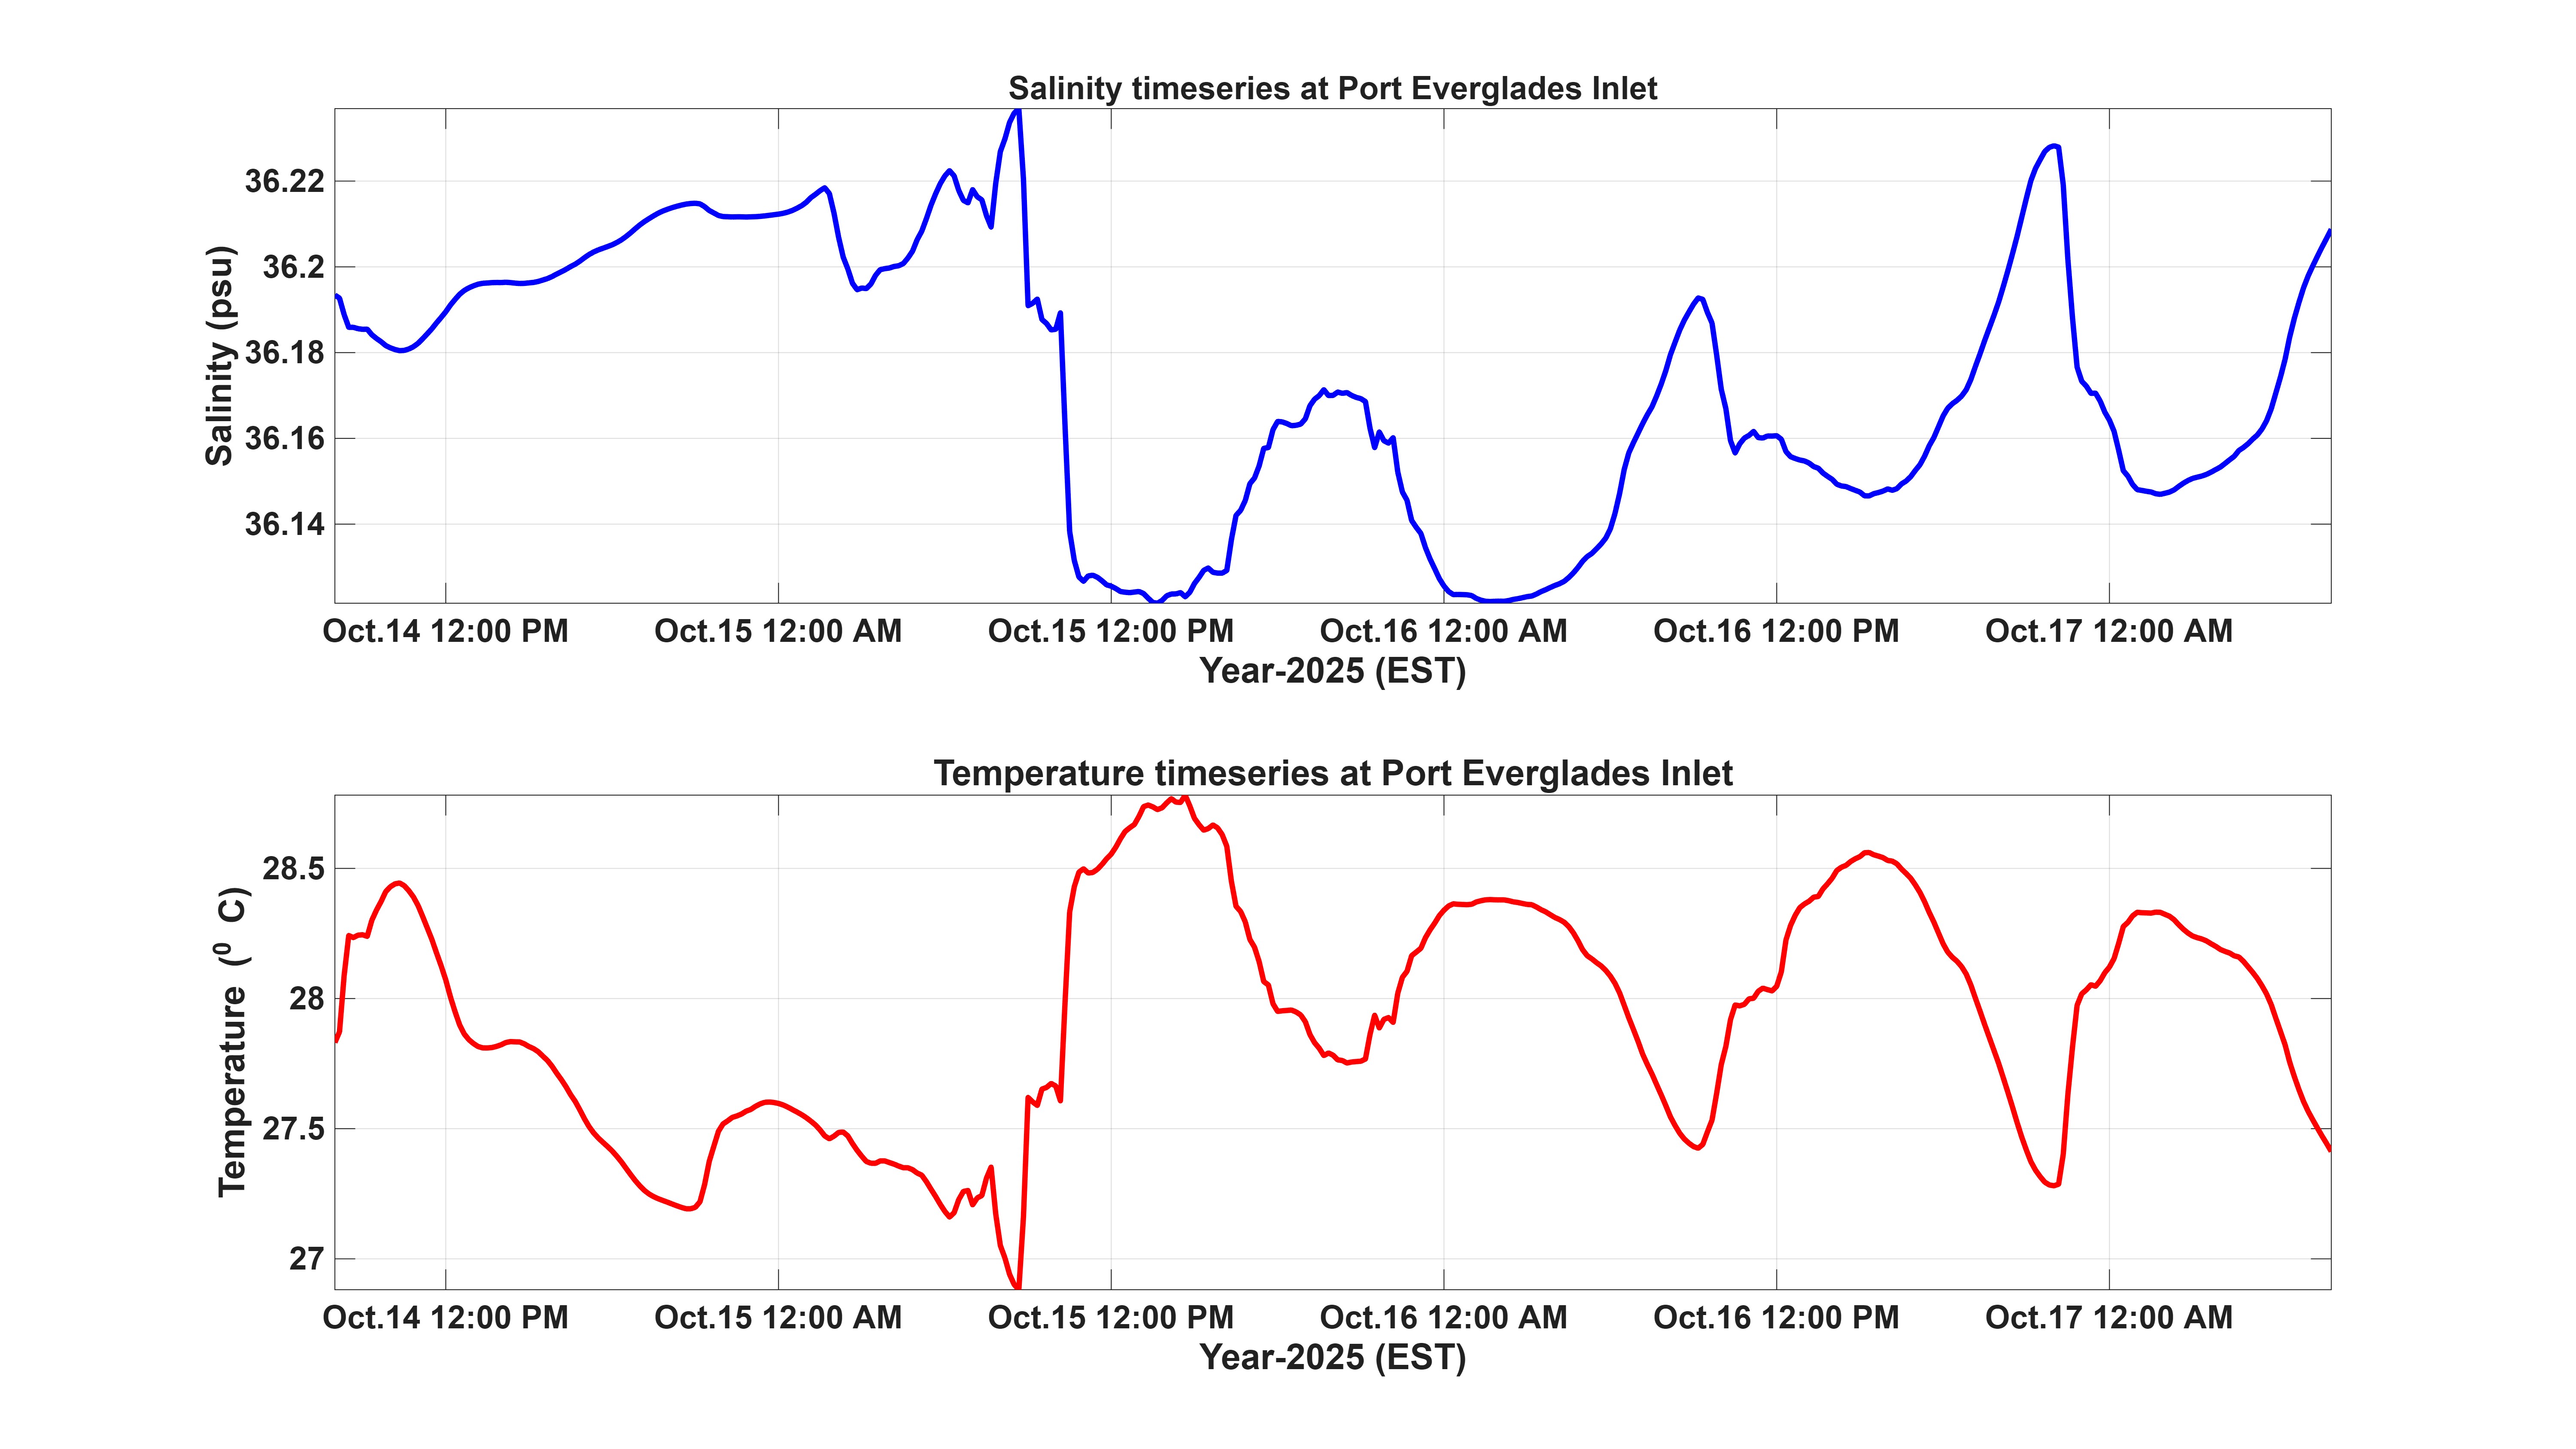 Salinity timeseries at Port Everglades Inlet
Salinity (psu)
36.22
36.2
36.18
36.16
36.14
Oct.14 12:00 PM Oct.15 12:00 AM Oct.15 12:00 PM Oct.16 12:00 AM Oct.16 12:00 PM Oct.17 12:00 AM
Year-2025 (EST)
Temperature timeseries at Port Everglades Inlet
Temperature (⁰ C)
28.5
28
27.5
27
Oct.14 12:00 PM Oct.15 12:00 AM Oct.15 12:00 PM Oct.16 12:00 AM Oct.16 12:00 PM Oct.17 12:00 AM
Year-2025 (EST)